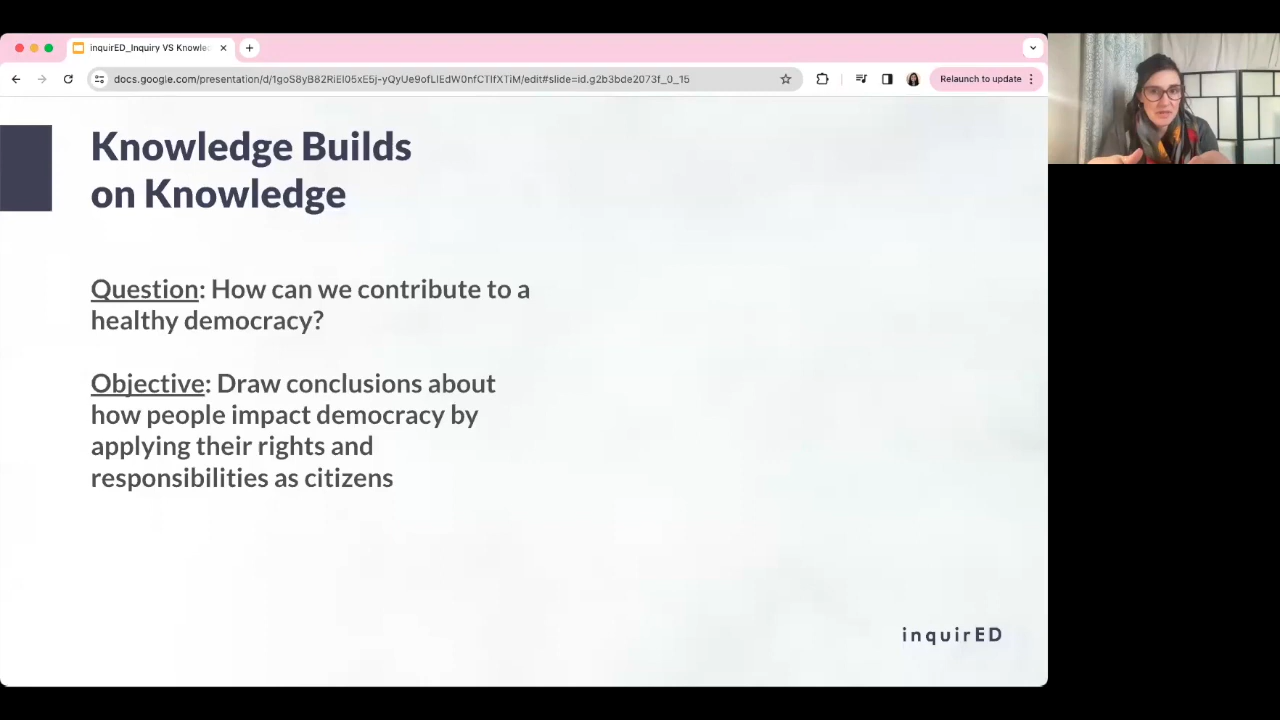 inquirED_Inquiry VS Knowle
docs.google.com/presentation/d/1goS8yB82RiEl05xE5j-yQyUe9ofLlEdW0nfCTlfXTiM/edit#slide=id.g2b3bde2073f_0_15
Relaunch to update
Knowledge Builds
on Knowledge
Question: How can we contribute to a
healthy democracy?
Objective: Draw conclusions about
how people impact democracy by
applying their rights and
responsibilities as citizens
inquirED